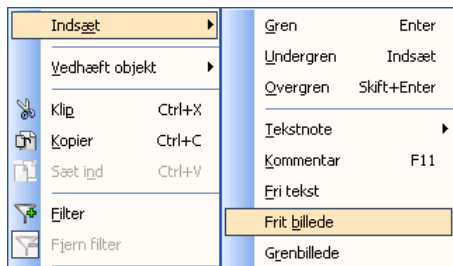 Indsæt
Vedhæft objekt
Klip Ctrl+X
Kopier Ctrl+C
Sæt ind Ctrl+V
Filter
Fjern filter
Gren Enter
Undergren Indsæt
Overgren Skift+Enter
Tekstnote
Kommentar F11
Fri tekst
Frit billede
Grenbillede